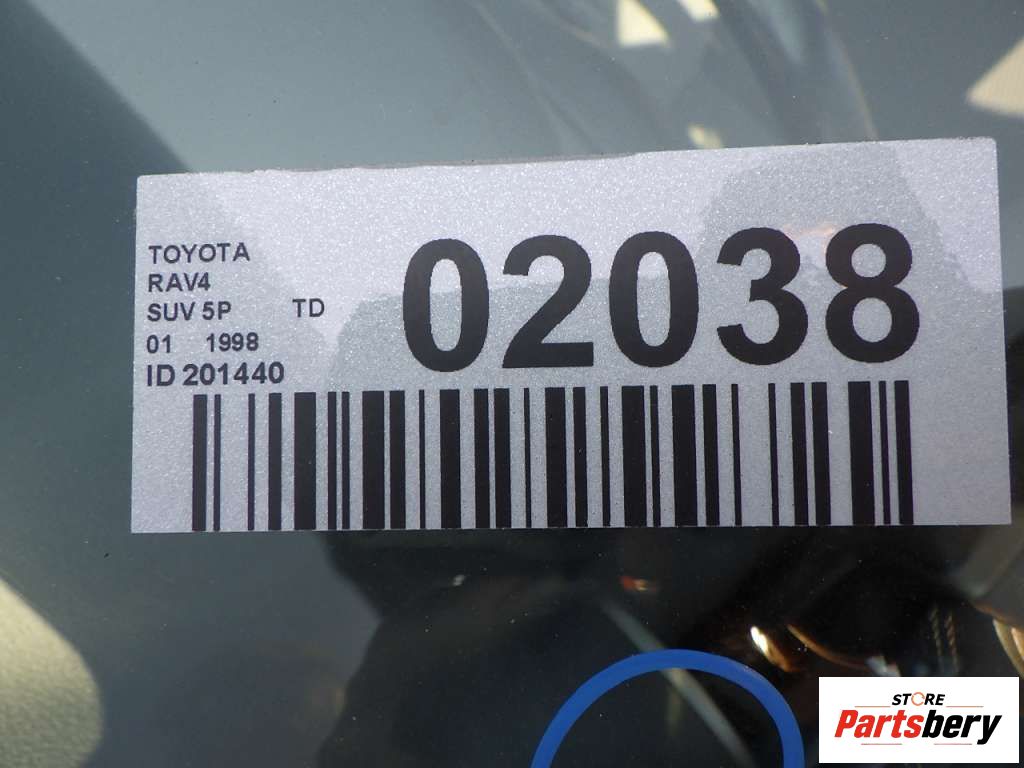 TOYOTA
RAV4
SUV 5P TD
01 1998
ID 201440
02038
STORE
Partsbery